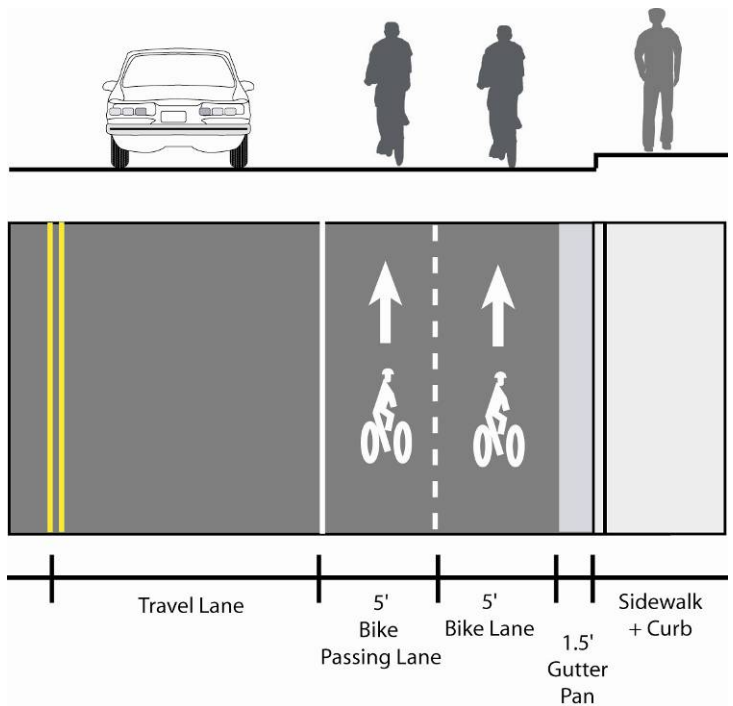 Travel Lane
5'
Bike
Passing Lane
5'
Bike Lane
1.5'
Gutter
Pan
Sidewalk
+ Curb